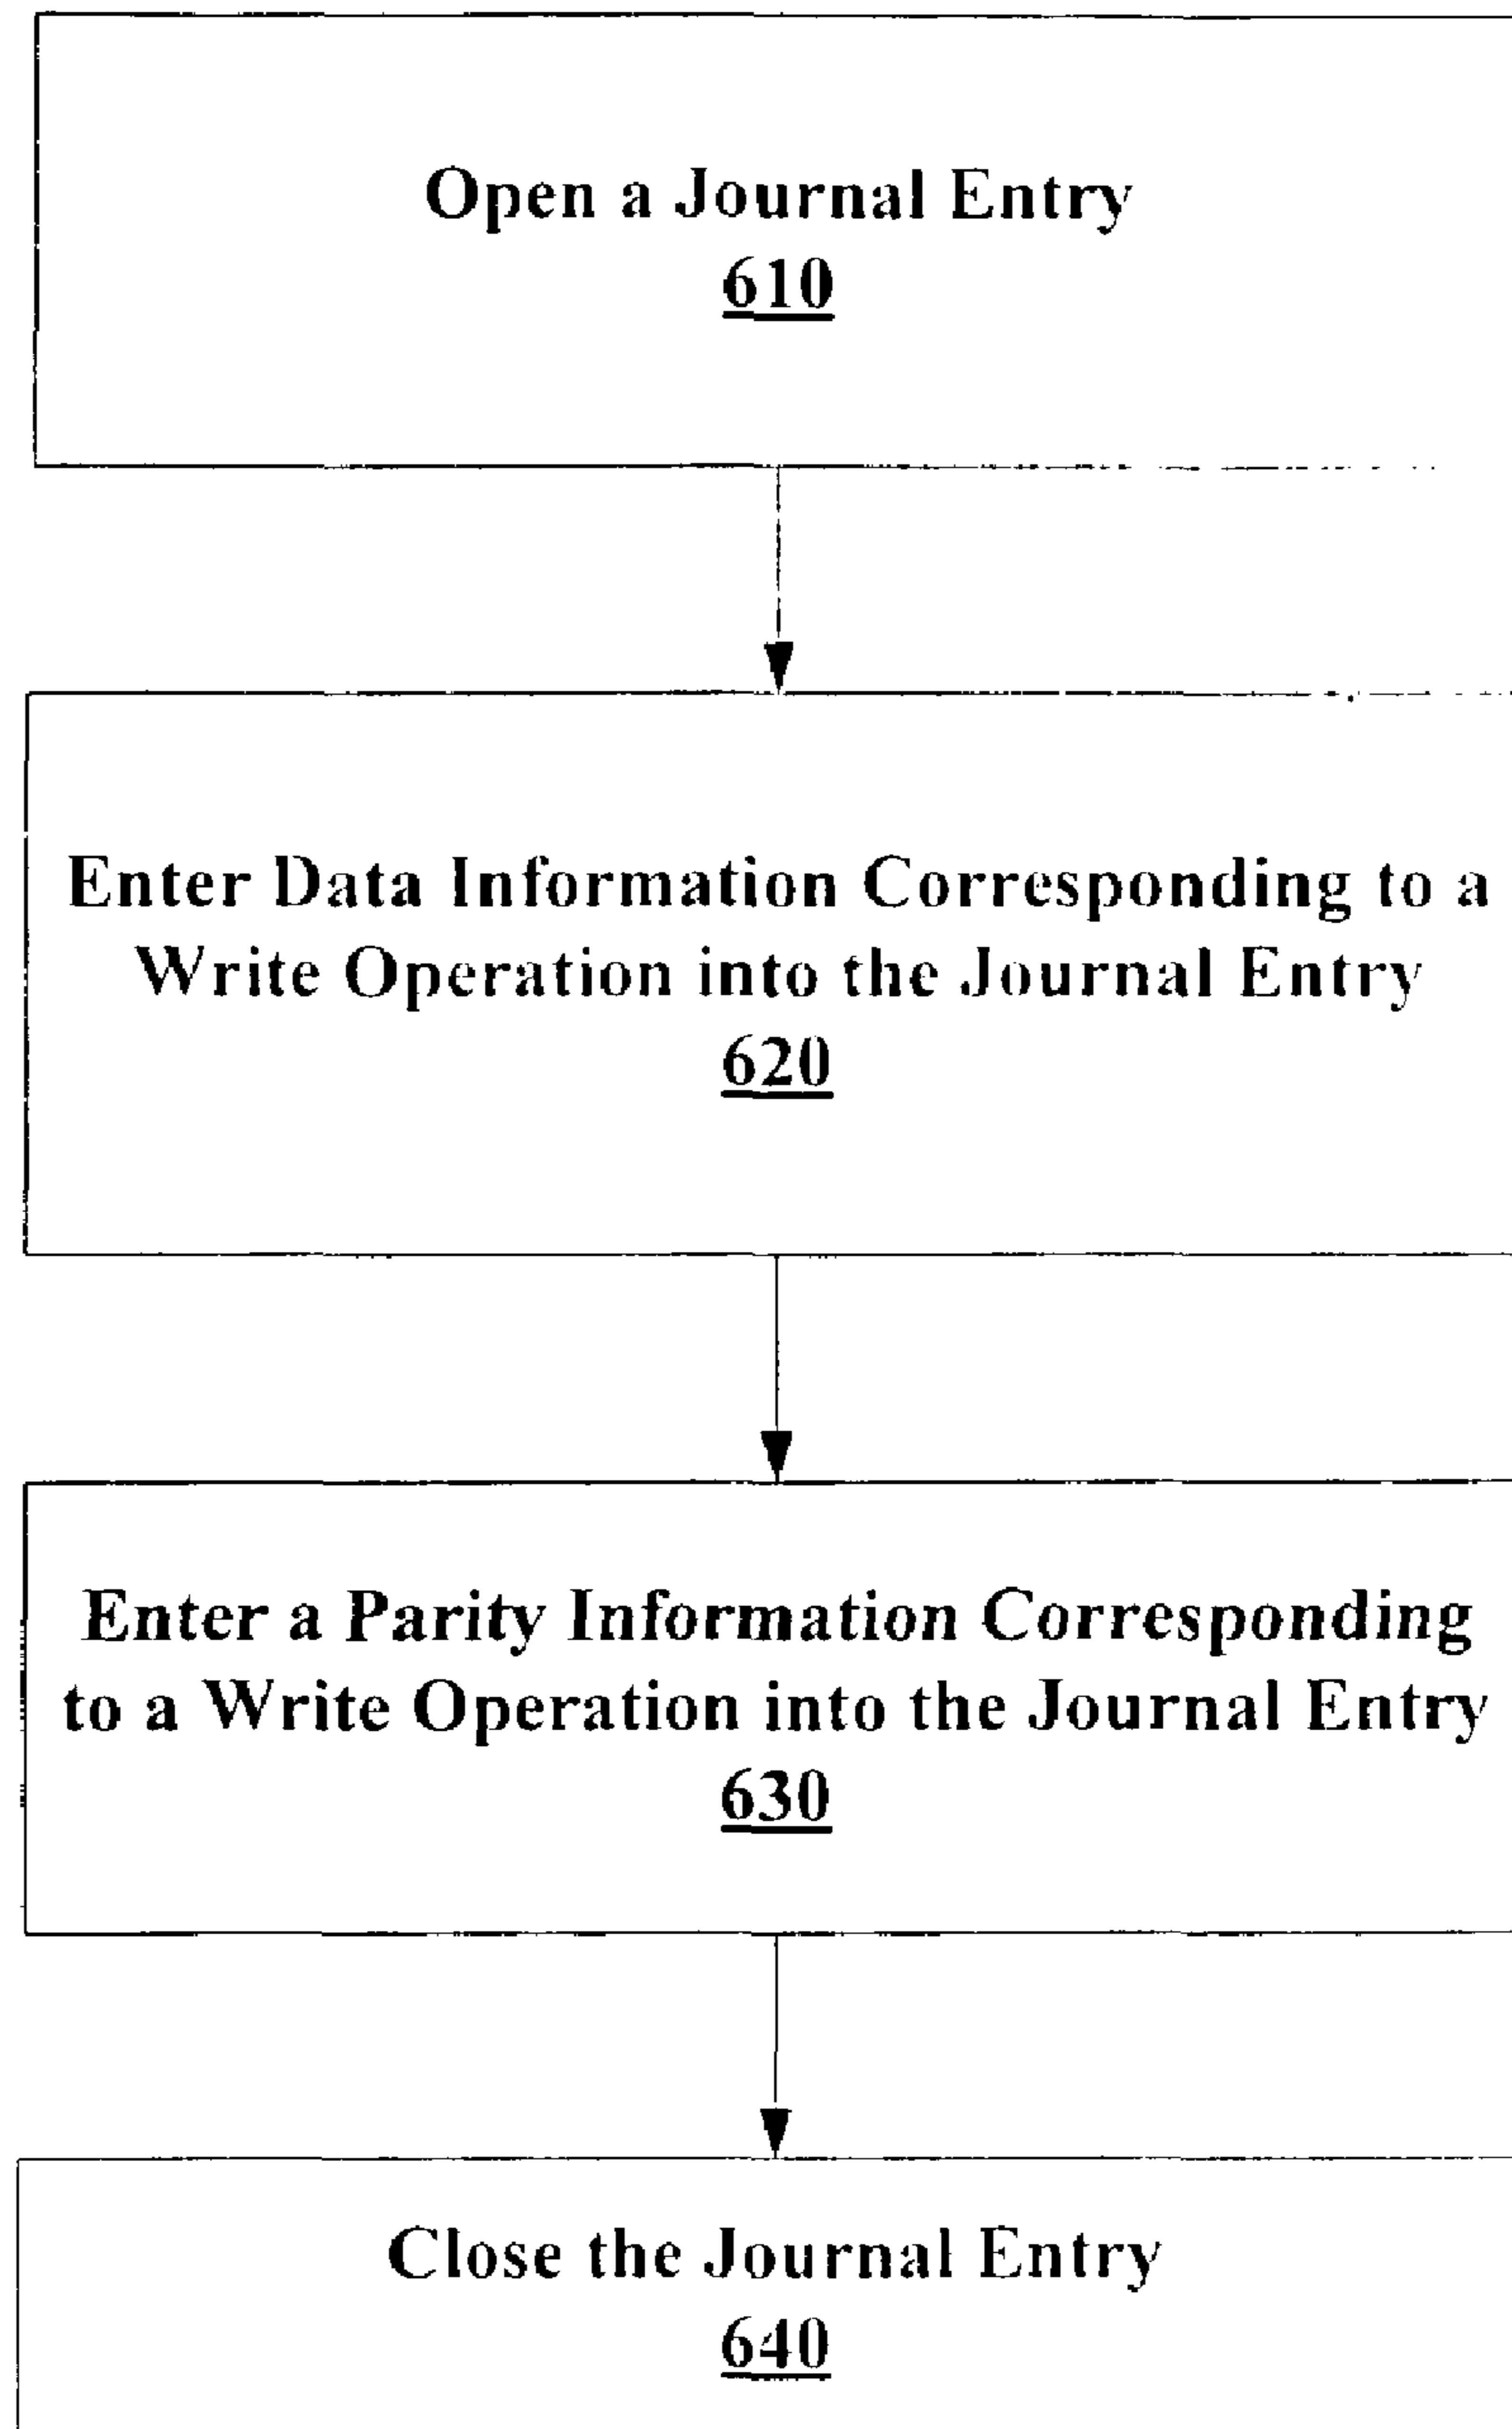 Open a Journal Entry
610
Enter Data Information Corresponding to a
Write Operation into the Journal Entry
620
Enter a Parity Information Corresponding
to a Write Operation into the Journal Entry
630
Close the Journal Entry
640